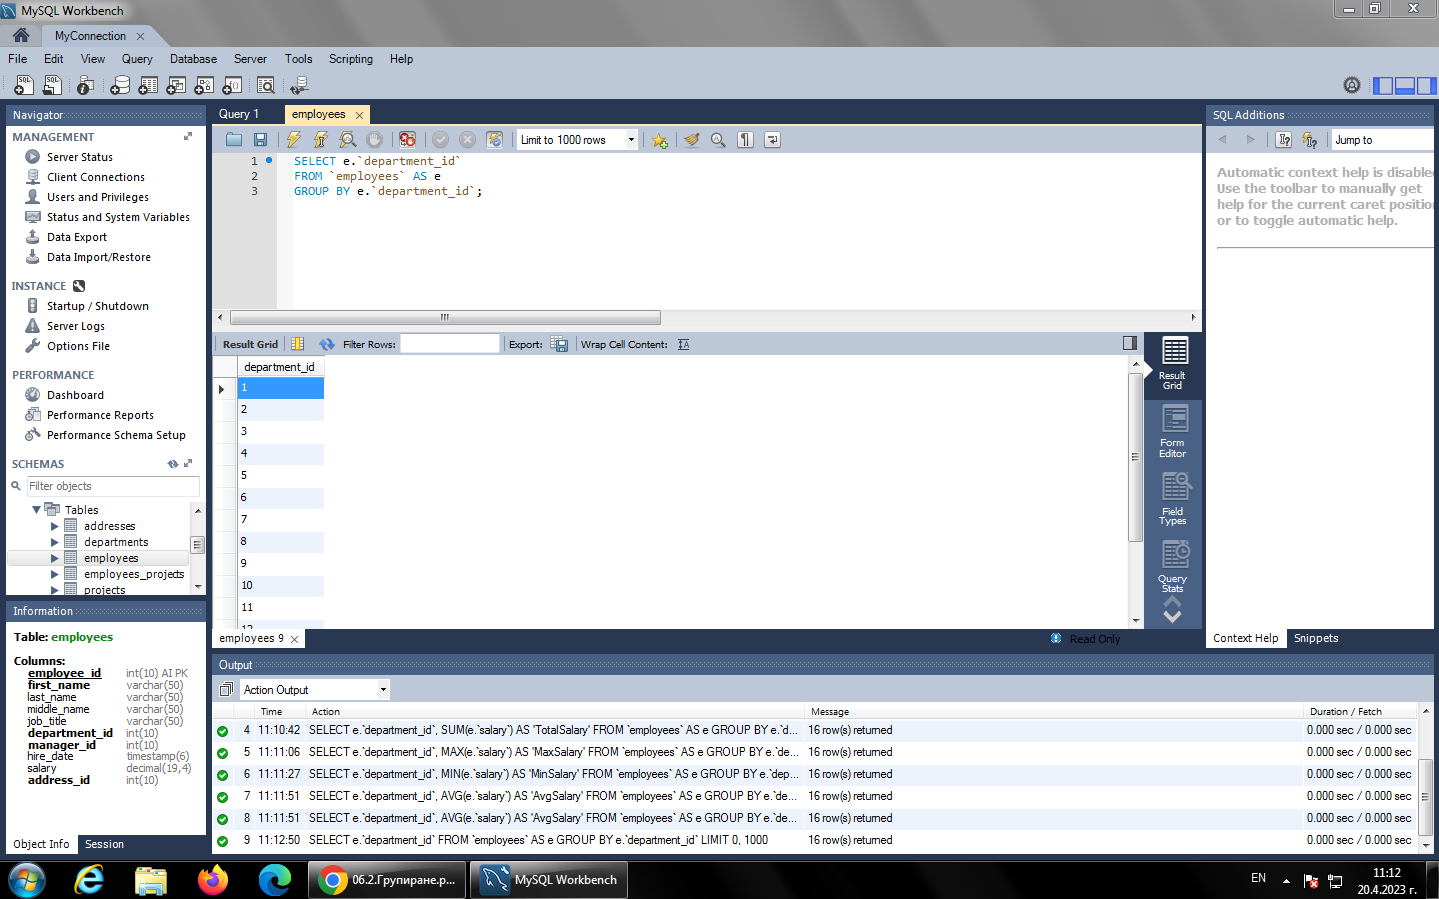 MySQL Workbench
MyConnection
File Edit View Query Database Server Tools Scripting Help
Navigator
MANAGEMENT
Server Status
Client Connections
Users and Privileges
Status and System Variables
Data Export
Data Import/Restore
INSTANCE
Startup / Shutdown
Server Logs
Options File
PERFORMANCE
Dashboard
Performance Reports
Performance Schema Setup
SCHEMAS
Filter objects
Tables
addresses
departments
employees
employees_projects
projects
Information
Table: employees
Columns:
employee_id int(10) AI PK
first_name varchar(50)
last_name varchar(50)
middle_name varchar(50)
job_title varchar(50)
department_id int(10)
manager_id int(10)
hire_date timestamp(6)
salary decimal(19,4)
address_id int(10)
Object Info Session
Query 1 employees
Limit to 1000 rows
1 SELECT e.`department_id`
2 FROM `employees` AS e
3 GROUP BY e.`department_id`;
Result Grid Filter Rows: Export: Wrap Cell Content:
department_id
1
2
3
4
5
6
7
8
9
10
11
12
Result
Grid
Form
Editor
Field
Types
Query
Stats
employees 9 Read Only
SQL Additions
Jump to
Automatic context help is disabled
Use the toolbar to manually get
help for the current caret position
or to toggle automatic help.
Context Help Snippets
Output
Action Output
Time Action Message Duration / Fetch
4 11:10:42 SELECT e.`department_id`, SUM(e.`salary`) AS 'TotalSalary' FROM `employees` AS e GROUP BY e.`d... 16 row(s) returned 0.000 sec / 0.000 sec
5 11:11:06 SELECT e.`department_id`, MAX(e.`salary`) AS 'MaxSalary' FROM `employees` AS e GROUP BY e.`de... 16 row(s) returned 0.000 sec / 0.000 sec
6 11:11:27 SELECT e.`department_id`, MIN(e.`salary`) AS 'MinSalary' FROM `employees` AS e GROUP BY e.`dep... 16 row(s) returned 0.000 sec / 0.000 sec
7 11:11:51 SELECT e.`department_id`, AVG(e.`salary`) AS 'AvgSalary' FROM `employees` AS e GROUP BY e.`de... 16 row(s) returned 0.000 sec / 0.000 sec
8 11:11:51 SELECT e.`department_id`, AVG(e.`salary`) AS 'AvgSalary' FROM `employees` AS e GROUP BY e.`de... 16 row(s) returned 0.000 sec / 0.000 sec
9 11:12:50 SELECT e.`department_id` FROM `employees` AS e GROUP BY e.`department_id` LIMIT 0, 1000 16 row(s) returned 0.000 sec / 0.000 sec
06.2.Групиране.p... MySQL Workbench
EN
11:12
20.4.2023 г.